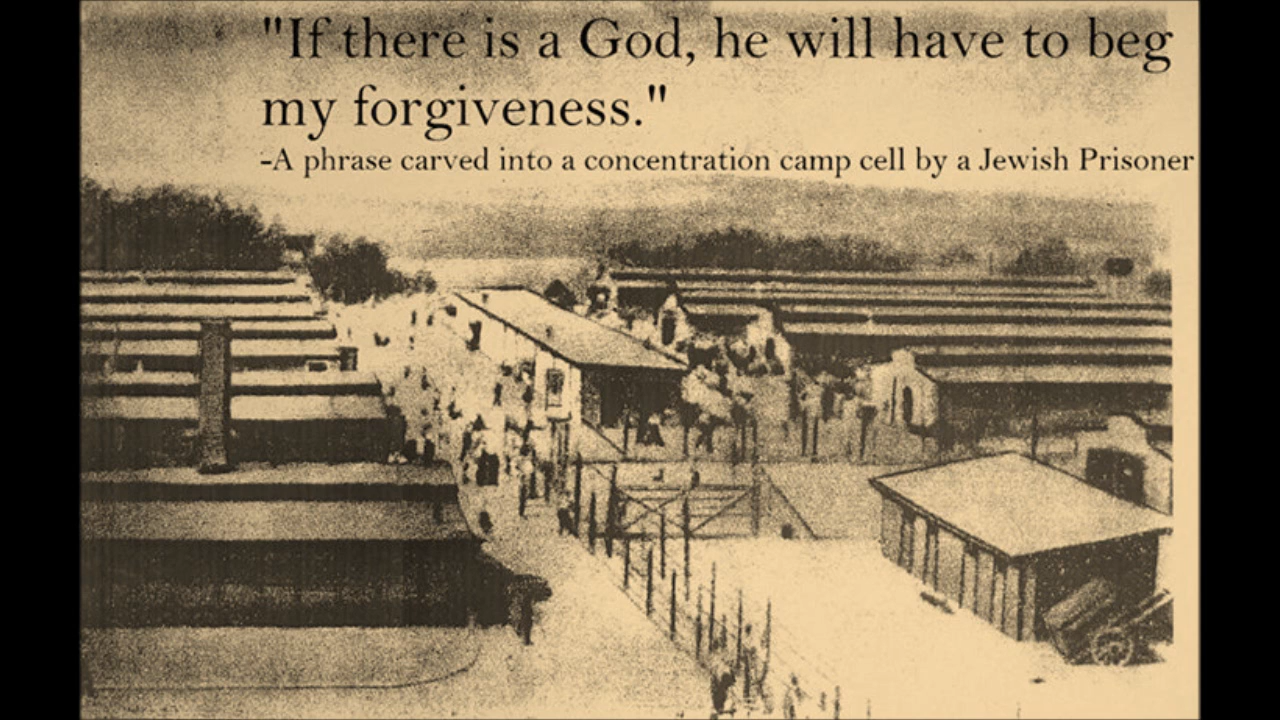 "If there is a God, he will have to beg
my forgiveness."
-A phrase carved into a concentration camp cell by a Jewish Prisoner